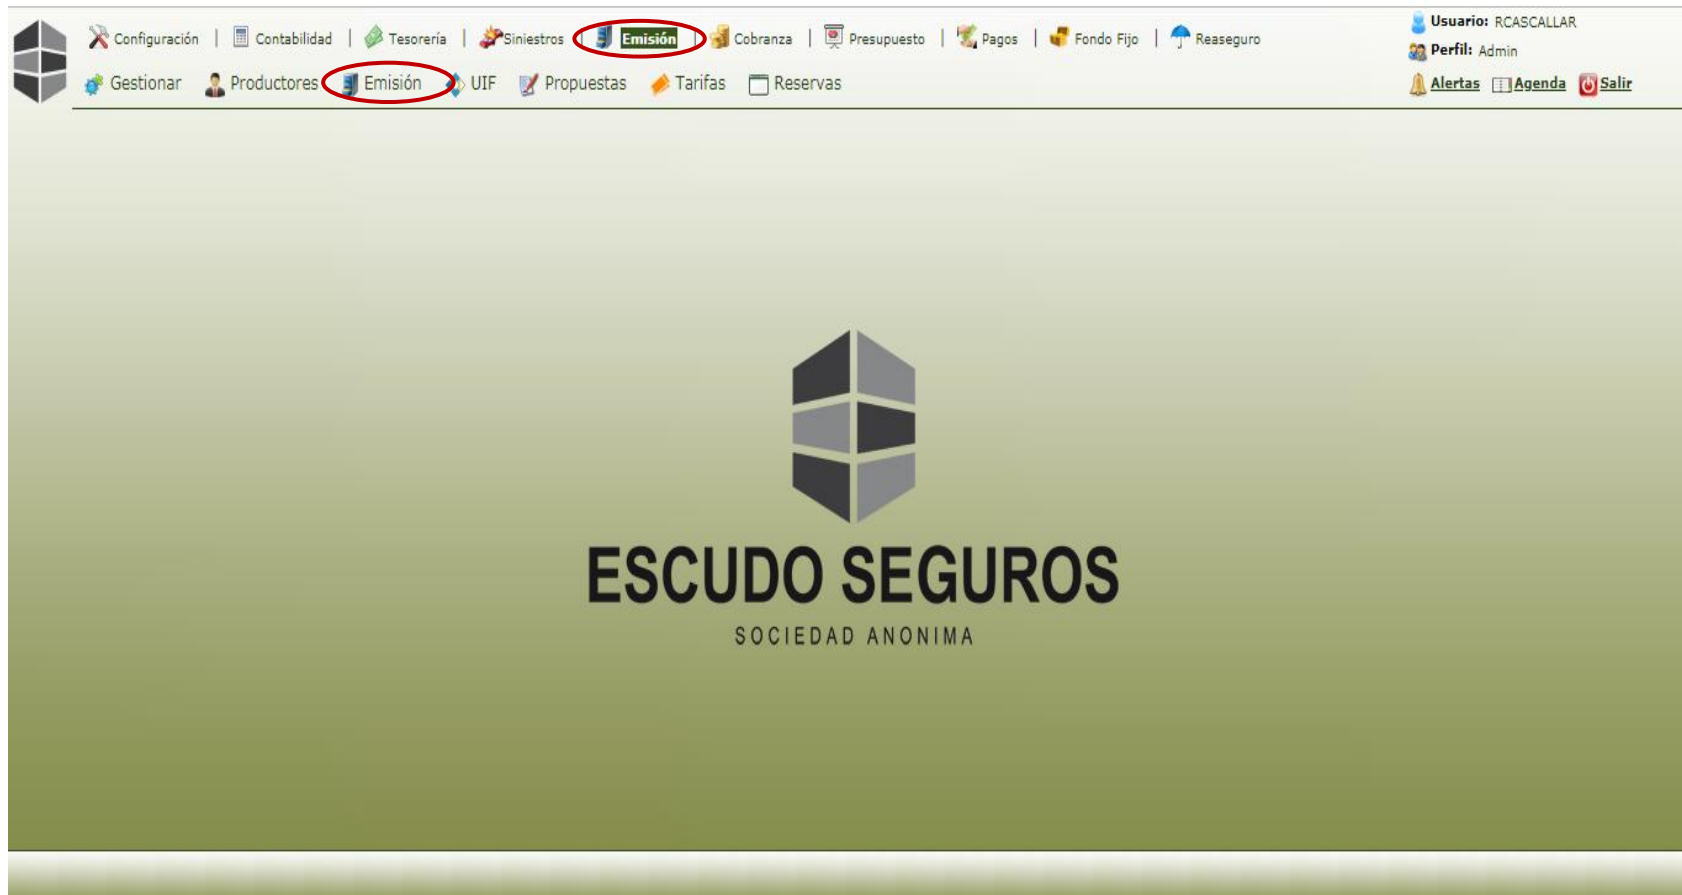 Configuración | Contabilidad | Tesorería | Siniestros | Emisión | Cobranza | Presupuesto | Pagos | Fondo Fijo | Reaseguro
Usuario: RCASCALLAR
Perfil: Admin
Gestionar Productores Emisión UIF Propuestas Tarifas Reservas
Alertas Agenda Salir
ESCUDO SEGUROS
SOCIEDAD ANONIMA